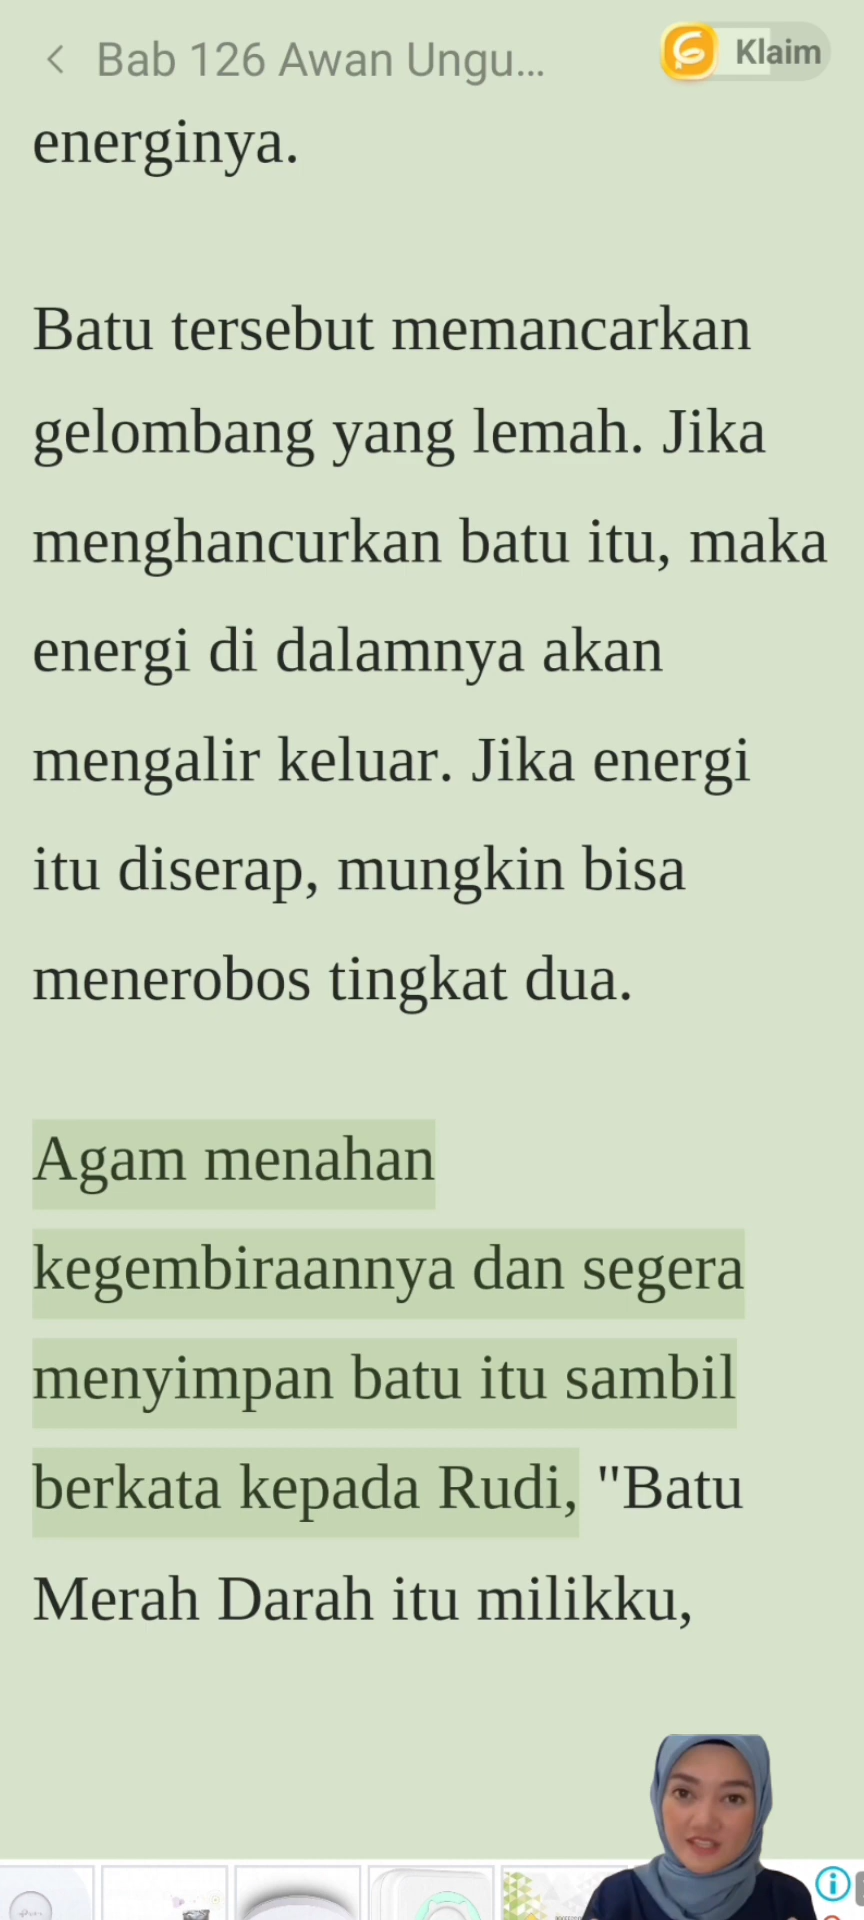 Bab 126 Awan Ungu...
Klaim
energinya.
Batu tersebut memancarkan
gelombang yang lemah. Jika
menghancurkan batu itu, maka
energi di dalamnya akan
mengalir keluar. Jika energi
itu diserap, mungkin bisa
menerobos tingkat dua.
Agam menahan
kegembiraannya dan segera
menyimpan batu itu sambil
berkata kepada Rudi, "Batu
Merah Darah itu milikku,